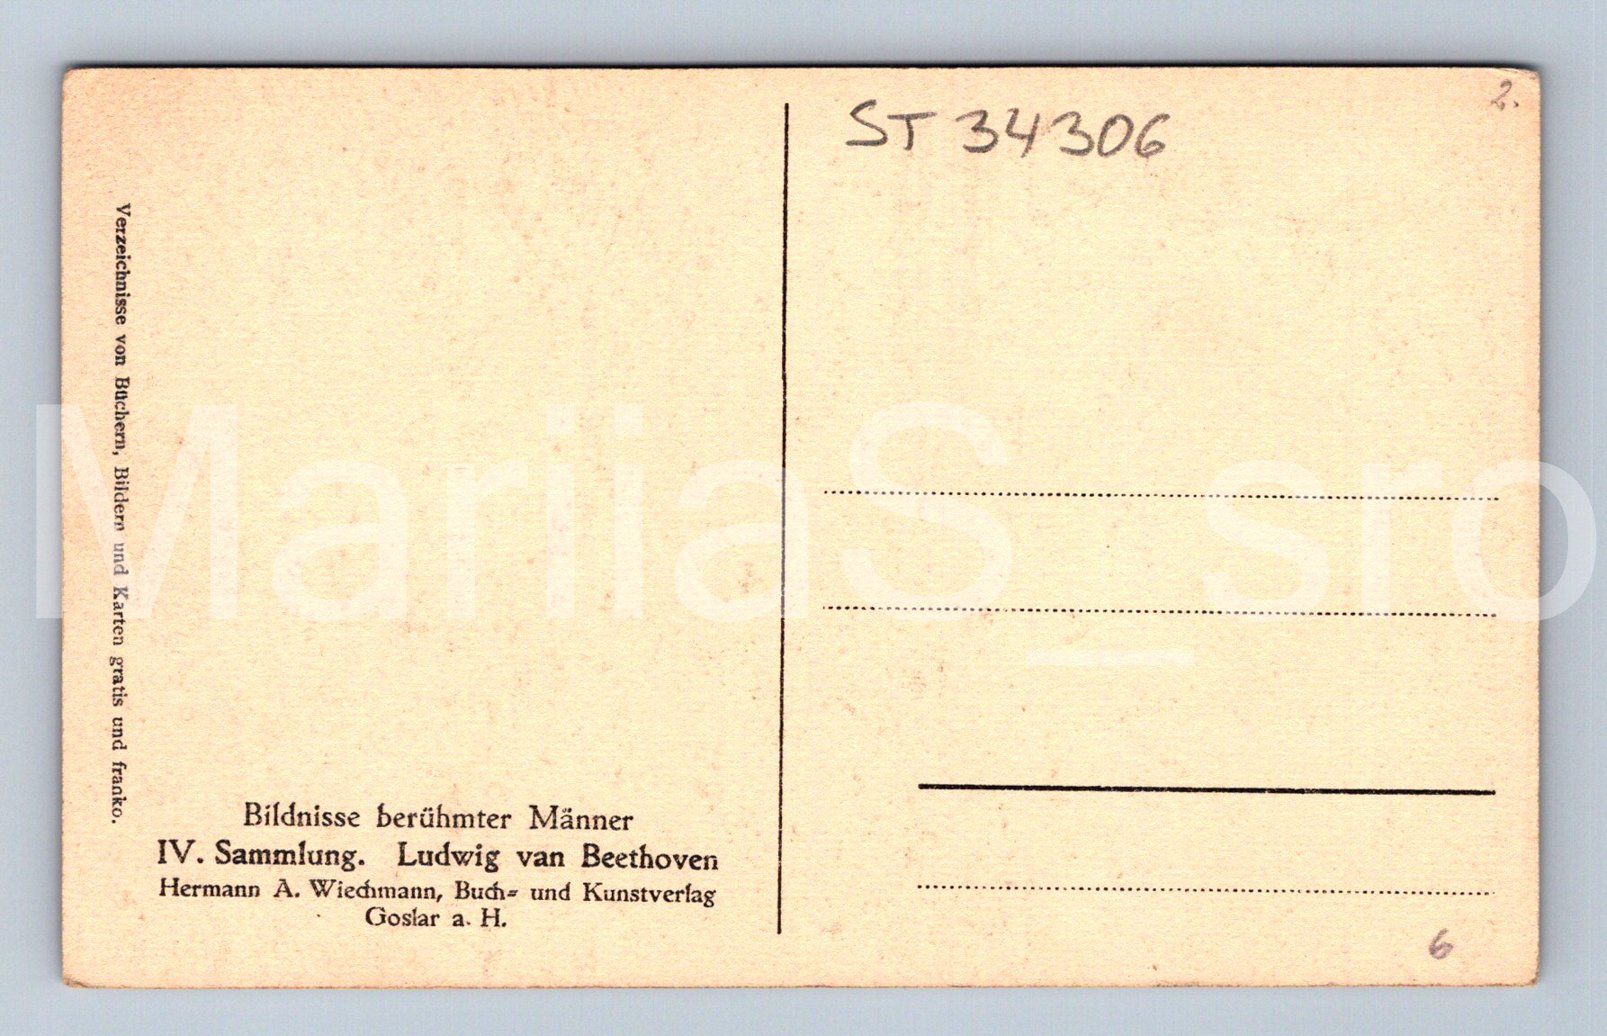 ST 34306
2.
Verzeichnisse von Büchern, Bildern und Karten gratis und franko.
MariiaS_sro
Bildnisse berühmter Männer
IV. Sammlung. Ludwig van Beethoven
Hermann A. Wiechmann, Buch- und Kunstverlag
Goslar a. H.
6